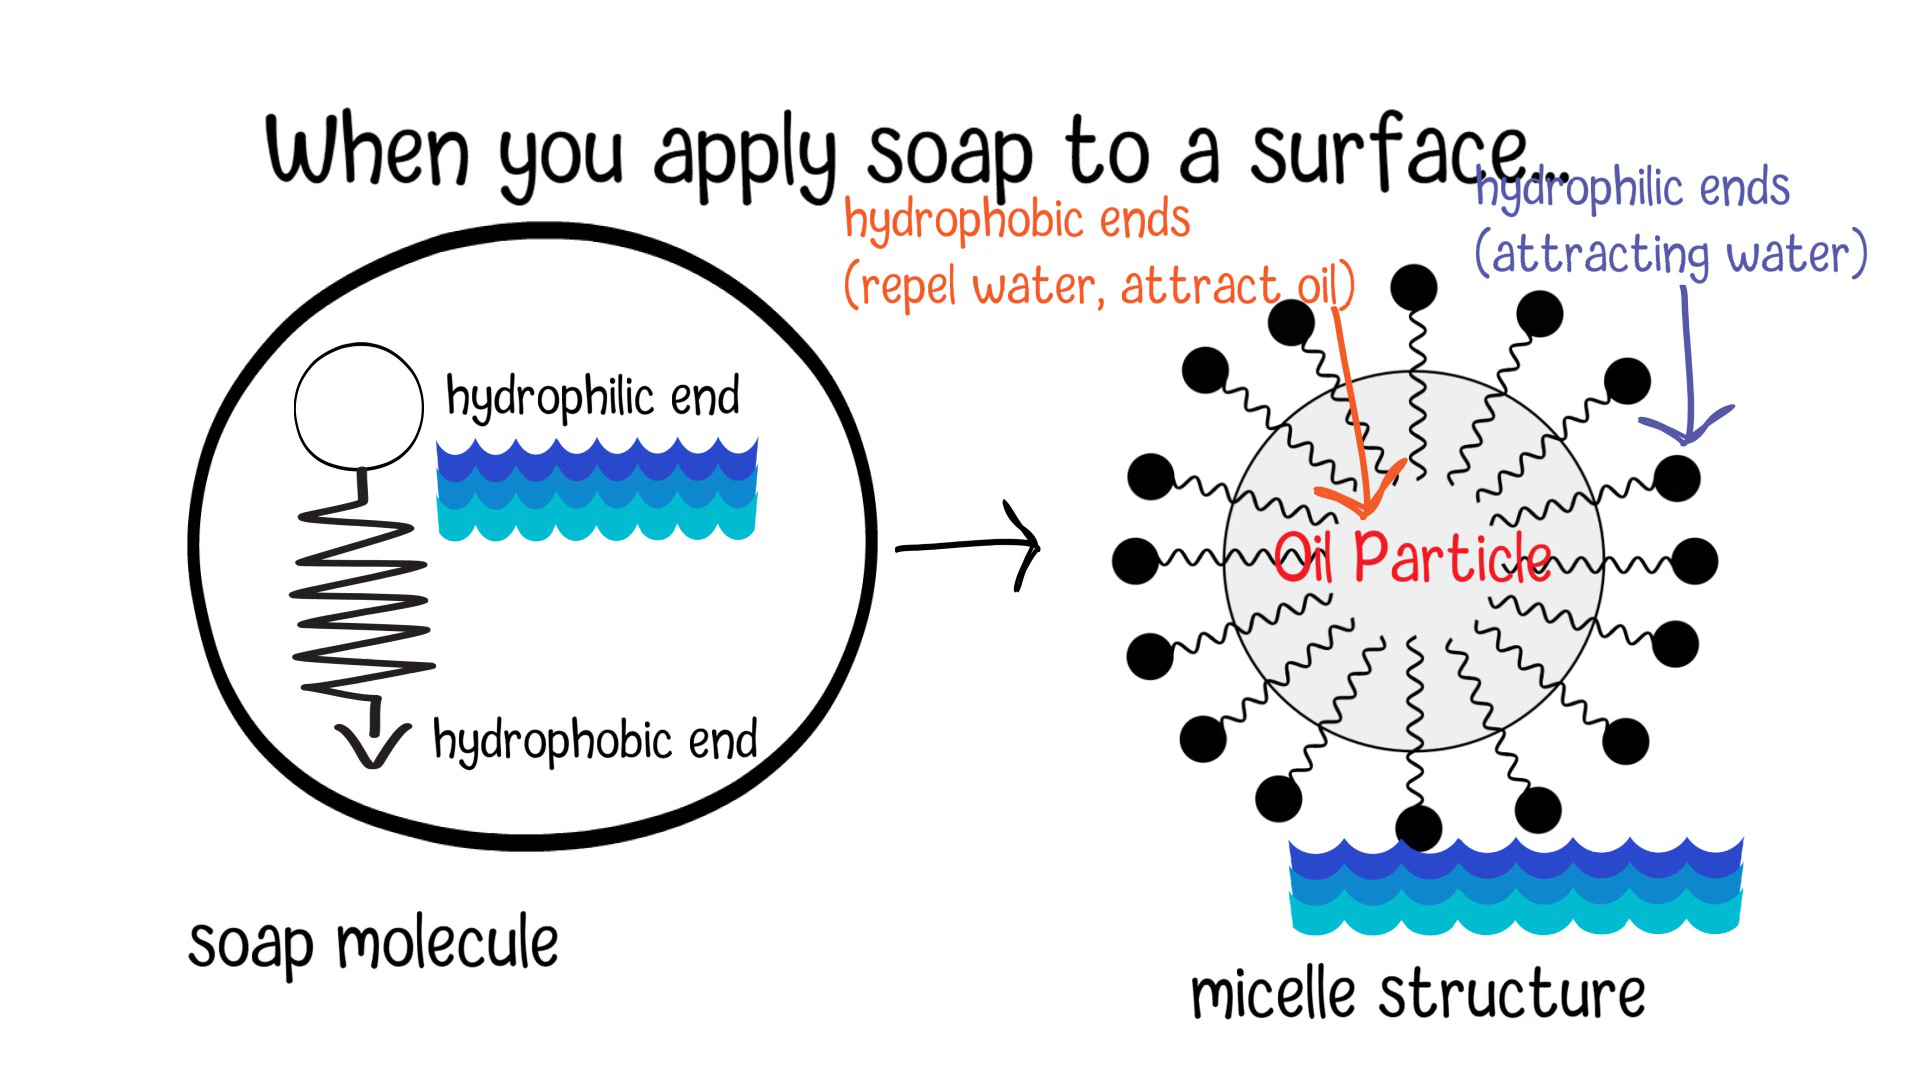 When you apply soap to a surface...
hydrophobic ends
(repel water, attract oil)
hydrophilic ends
(attracting water)
hydrophilic end
hydrophobic end
Oil Particle
soap molecule
micelle structure